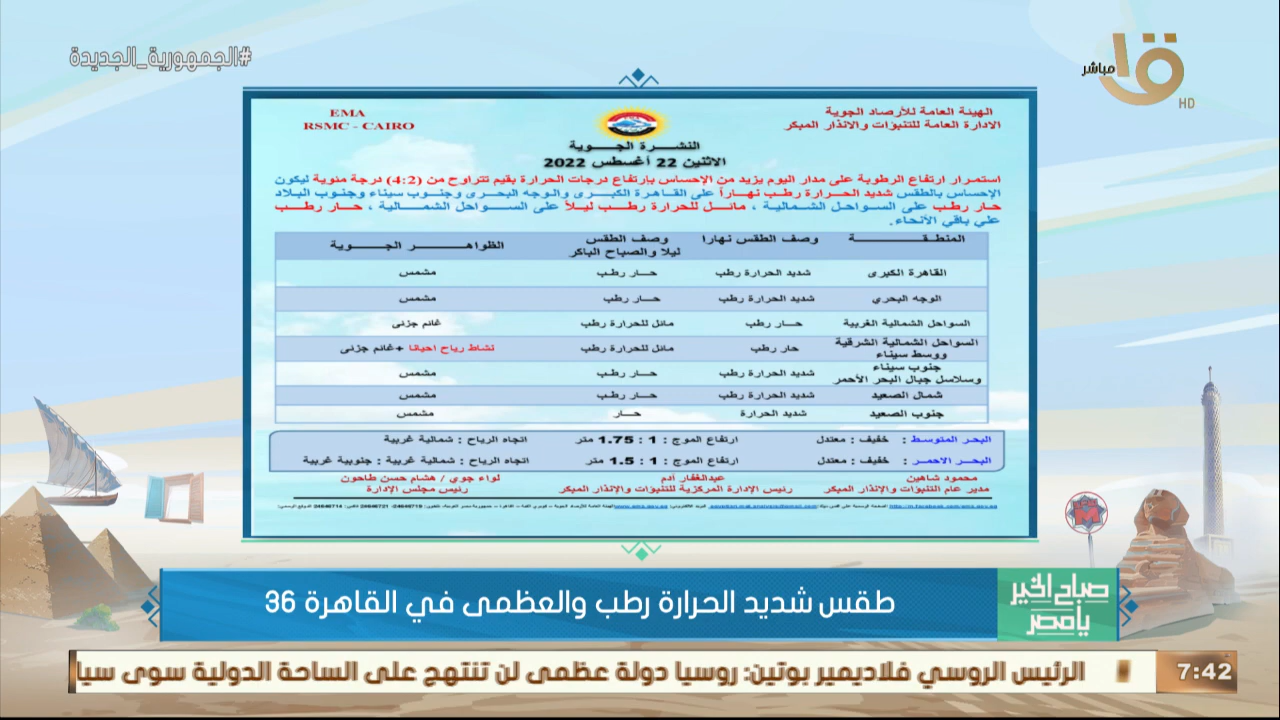 #الجمهورية_الجديدة
مباشر
HD
EMA
RSMC - CAIRO
الهيئة العامة للأرصاد الجوية
الادارة العامة للتنبؤات والانذار المبكر
النشرة الجوية
الاثنين 22 أغسطس 2022
استمرار ارتفاع الرطوبة على مدار اليوم يزيد من الإحساس بإرتفاع درجات الحرارة بقيم تتراوح من (4:2) درجة مئوية ليكون
الإحساس بالطقس شديد الحرارة رطب نهاراً على القاهرة الكبرى والوجه البحرى وجنوب سيناء وجنوب البلاد
حار رطب على السواحل الشمالية ، مائل للحرارة رطب ليلاً على السواحل الشمالية ، حار رطب
علي باقي الأنحاء.
المنطقة وصف الطقس نهارا وصف الطقس ليلا والصباح الباكر الظواهر الجوية
القاهرة الكبرى شديد الحرارة رطب حار رطب مشمس
الوجه البحري شديد الحرارة رطب حار رطب مشمس
السواحل الشمالية الغربية حار رطب مائل للحرارة رطب غائم جزئى
السواحل الشمالية الشرقية ووسط سيناء حار رطب مائل للحرارة رطب نشاط رياح احيانا +غائم جزئى
جنوب سيناء وسلاسل جبال البحر الأحمر شديد الحرارة رطب حار رطب مشمس
شمال الصعيد شديد الحرارة رطب حار رطب مشمس
جنوب الصعيد شديد الحرارة حار مشمس
البحر المتوسط : خفيف : معتدل ارتفاع الموج : 1 : 1.75 متر اتجاه الرياح : شمالية غربية
البحر الاحمر : خفيف : معتدل ارتفاع الموج : 1 : 1.5 متر اتجاه الرياح : شمالية غربية : جنوبية غربية
محمود شاهين عبدالغفار أدم لواء جوي / هشام حسن طاحون
مدير عام التنبؤات والإنذار المبكر رئيس الإدارة المركزية للتنبؤات والإنذار المبكر رئيس مجلس الإدارة
صباح الخير
يا مصر
طقس شديد الحرارة رطب والعظمى في القاهرة 36
7:42
الرئيس الروسي فلاديمير بوتين: روسيا دولة عظمى لن تنتهج على الساحة الدولية سوى سيا